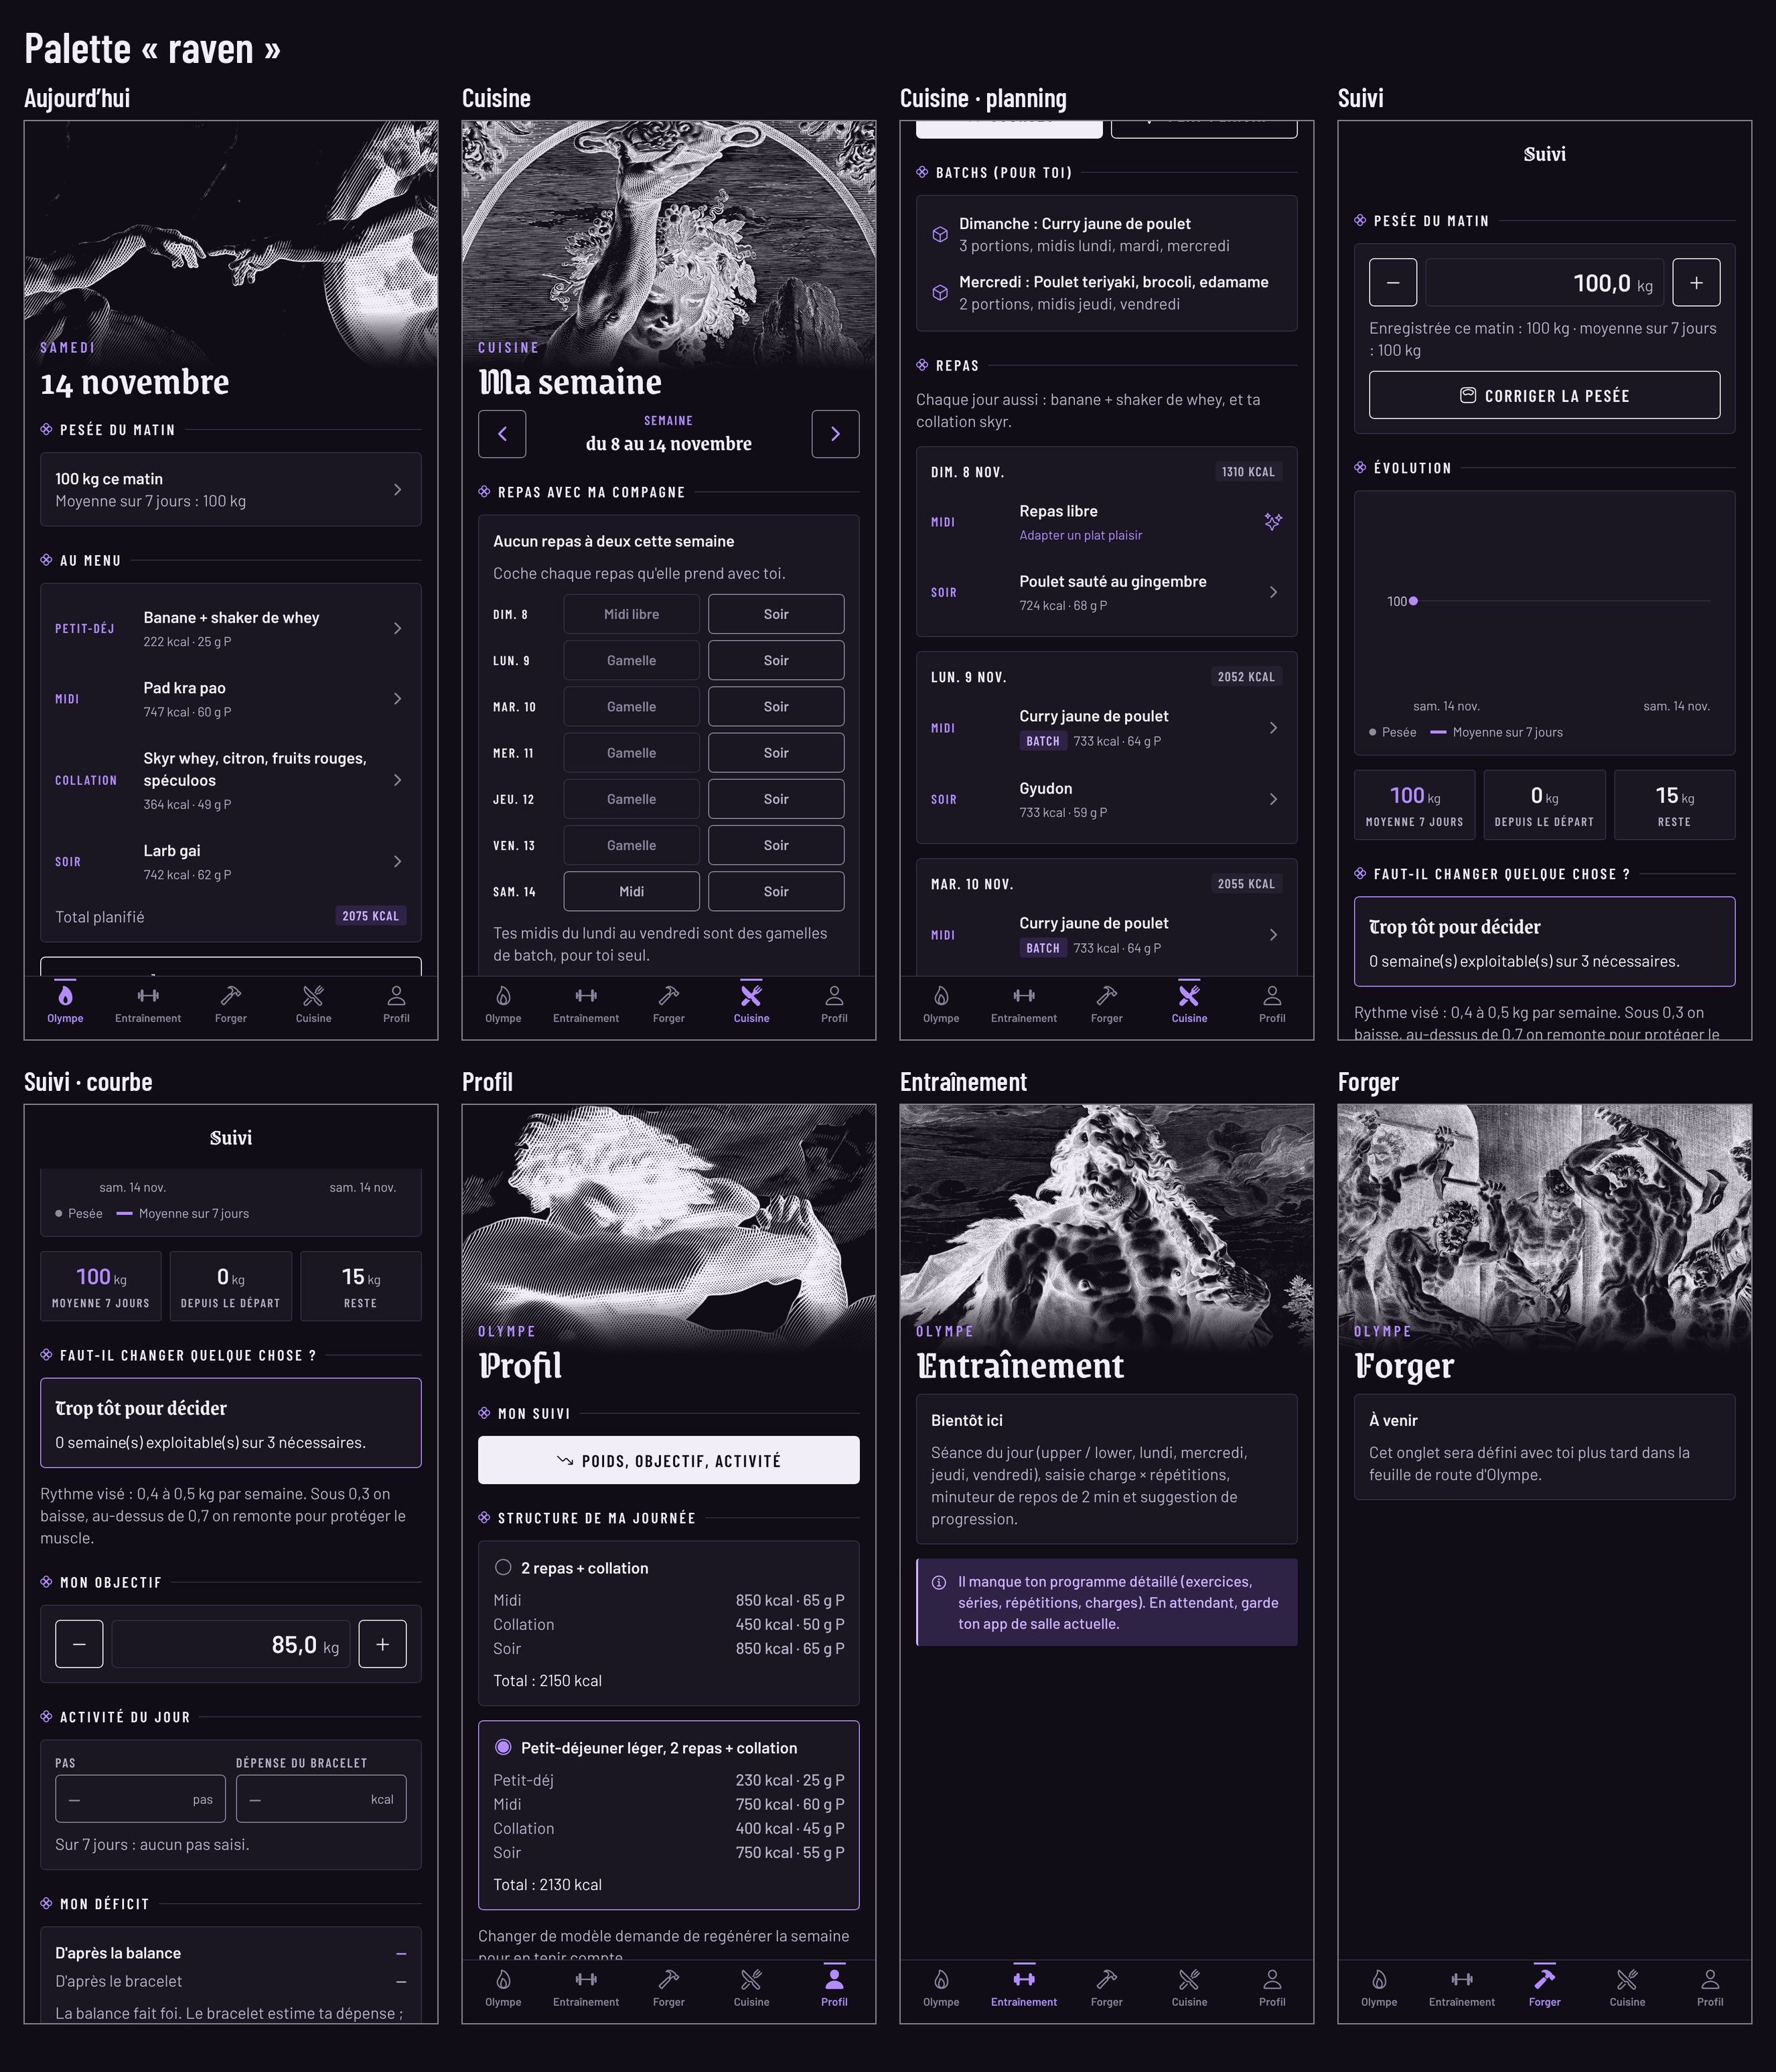 Palette « raven »
Aujourd'hui
SAMEDI
14 novembre
PESÉE DU MATIN
100 kg ce matin
Moyenne sur 7 jours : 100 kg
AU MENU
PETIT-DÉJ
Banane + shaker de whey
222 kcal · 25 g P
MIDI
Pad kra pao
747 kcal · 60 g P
COLLATION
Skyr whey, citron, fruits rouges,
spéculoos
364 kcal · 49 g P
SOIR
Larb gai
742 kcal · 62 g P
Total planifié
2075 KCAL
Olympe
Entraînement
Forger
Cuisine
Profil
Cuisine
CUISINE
Ma semaine
SEMAINE
du 8 au 14 novembre
REPAS AVEC MA COMPAGNE
Aucun repas à deux cette semaine
Coche chaque repas qu'elle prend avec toi.
DIM. 8 Midi libre Soir
LUN. 9 Gamelle Soir
MAR. 10 Gamelle Soir
MER. 11 Gamelle Soir
JEU. 12 Gamelle Soir
VEN. 13 Gamelle Soir
SAM. 14 Midi Soir
Tes midis du lundi au vendredi sont des gamelles
de batch, pour toi seul.
Olympe
Entraînement
Forger
Cuisine
Profil
Cuisine · planning
BATCHS (POUR TOI)
Dimanche : Curry jaune de poulet
3 portions, midis lundi, mardi, mercredi
Mercredi : Poulet teriyaki, brocoli, edamame
2 portions, midis jeudi, vendredi
REPAS
Chaque jour aussi : banane + shaker de whey, et ta
collation skyr.
DIM. 8 NOV.
1310 KCAL
MIDI
Repas libre
Adapter un plat plaisir
SOIR
Poulet sauté au gingembre
724 kcal · 68 g P
LUN. 9 NOV.
2052 KCAL
MIDI
Curry jaune de poulet
BATCH 733 kcal · 64 g P
SOIR
Gyudon
733 kcal · 59 g P
MAR. 10 NOV.
2055 KCAL
MIDI
Curry jaune de poulet
BATCH 733 kcal · 64 g P
Olympe
Entraînement
Forger
Cuisine
Profil
Suivi
Suivi
PESÉE DU MATIN
− 100,0 kg +
Enregistrée ce matin : 100 kg · moyenne sur 7 jours
: 100 kg
CORRIGER LA PESÉE
ÉVOLUTION
100
sam. 14 nov. sam. 14 nov.
Pesée Moyenne sur 7 jours
100 kg
MOYENNE 7 JOURS
0 kg
DEPUIS LE DÉPART
15 kg
RESTE
FAUT-IL CHANGER QUELQUE CHOSE ?
Trop tôt pour décider
0 semaine(s) exploitable(s) sur 3 nécessaires.
Rythme visé : 0,4 à 0,5 kg par semaine. Sous 0,3 on
baisse, au-dessus de 0,7 on remonte pour protéger le
Suivi · courbe
Suivi
sam. 14 nov. sam. 14 nov.
Pesée Moyenne sur 7 jours
100 kg
MOYENNE 7 JOURS
0 kg
DEPUIS LE DÉPART
15 kg
RESTE
FAUT-IL CHANGER QUELQUE CHOSE ?
Trop tôt pour décider
0 semaine(s) exploitable(s) sur 3 nécessaires.
Rythme visé : 0,4 à 0,5 kg par semaine. Sous 0,3 on
baisse, au-dessus de 0,7 on remonte pour protéger le
muscle.
MON OBJECTIF
− 85,0 kg +
ACTIVITÉ DU JOUR
PAS DÉPENSE DU BRACELET
— pas — kcal
Sur 7 jours : aucun pas saisi.
MON DÉFICIT
D'après la balance —
D'après le bracelet —
La balance fait foi. Le bracelet estime ta dépense ;
Profil
OLYMPE
Profil
MON SUIVI
POIDS, OBJECTIF, ACTIVITÉ
STRUCTURE DE MA JOURNÉE
2 repas + collation
Midi 850 kcal · 65 g P
Collation 450 kcal · 50 g P
Soir 850 kcal · 65 g P
Total : 2150 kcal
Petit-déjeuner léger, 2 repas + collation
Petit-déj 230 kcal · 25 g P
Midi 750 kcal · 60 g P
Collation 400 kcal · 45 g P
Soir 750 kcal · 55 g P
Total : 2130 kcal
Changer de modèle demande de regénérer la semaine
pour en tenir compte
Olympe
Entraînement
Forger
Cuisine
Profil
Entraînement
OLYMPE
Entraînement
Bientôt ici
Séance du jour (upper / lower, lundi, mercredi,
jeudi, vendredi), saisie charge × répétitions,
minuteur de repos de 2 min et suggestion de
progression.
Il manque ton programme détaillé (exercices,
séries, répétitions, charges). En attendant, garde
ton app de salle actuelle.
Olympe
Entraînement
Forger
Cuisine
Profil
Forger
OLYMPE
Forger
À venir
Cet onglet sera défini avec toi plus tard dans la
feuille de route d'Olympe.
Olympe
Entraînement
Forger
Cuisine
Profil